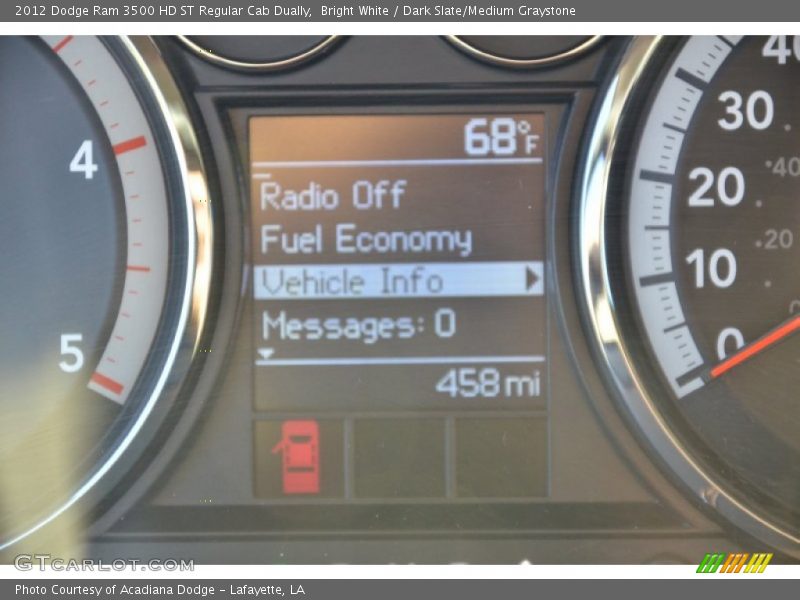 2012 Dodge Ram 3500 HD ST Regular Cab Dually,  Bright White / Dark Slate/Medium Graystone
68°F
Radio Off
Fuel Economy
Vehicle Info
Messages: 0
458 mi
4
5
40
30
20
10
0
40
20
0
GTCARLOT.COM
Photo Courtesy of Acadiana Dodge - Lafayette, LA